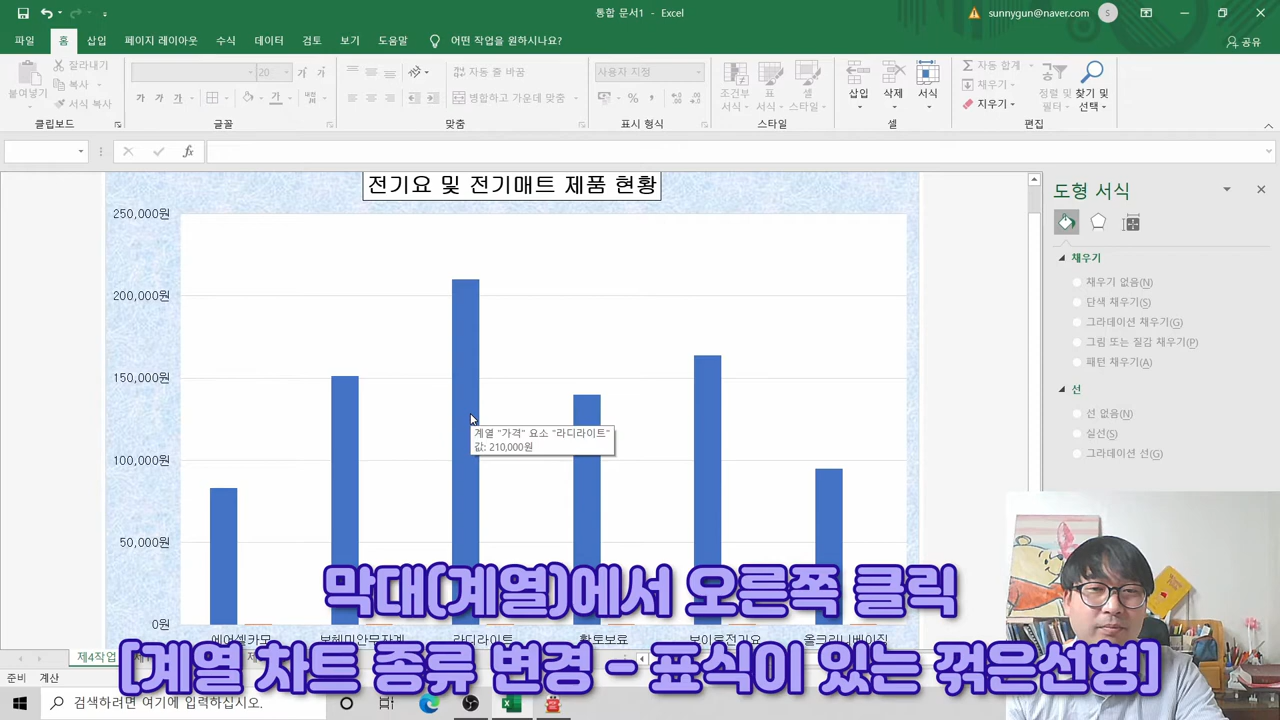 통합 문서1 - Excel
sunnygun@naver.com
S
파일 홈 삽입 페이지 레이아웃 수식 데이터 검토 보기 도움말 어떤 작업을 원하시나요? 공유
붙여넣기
잘라내기
복사
서식 복사
클립보드
20
가 가 가
글꼴
자동 줄 바꿈
병합하고 가운데 맞춤
맞춤
사용자 지정
표시 형식
조건부 서식
표 서식
셀 스타일
스타일
삽입
삭제
서식
셀
자동 합계
채우기
지우기
정렬 및 필터
찾기 및 선택
편집
fx
전기요 및 전기매트 제품 현황
250,000원
200,000원
150,000원
100,000원
50,000원
0원
계열 "가격" 요소 "라디라이트"
값: 210,000원
라디라이트
황토보료
도형 서식
채우기
채우기 없음(N)
단색 채우기(S)
그라데이션 채우기(G)
그림 또는 질감 채우기(P)
패턴 채우기(A)
선
선 없음(N)
실선(S)
그라데이션 선(G)
막대(계열)에서 오른쪽 클릭
[계열 차트 종류 변경 - 표식이 있는 꺾은선형]
제4작업
준비 계산
검색하려면 여기에 입력하십시오.